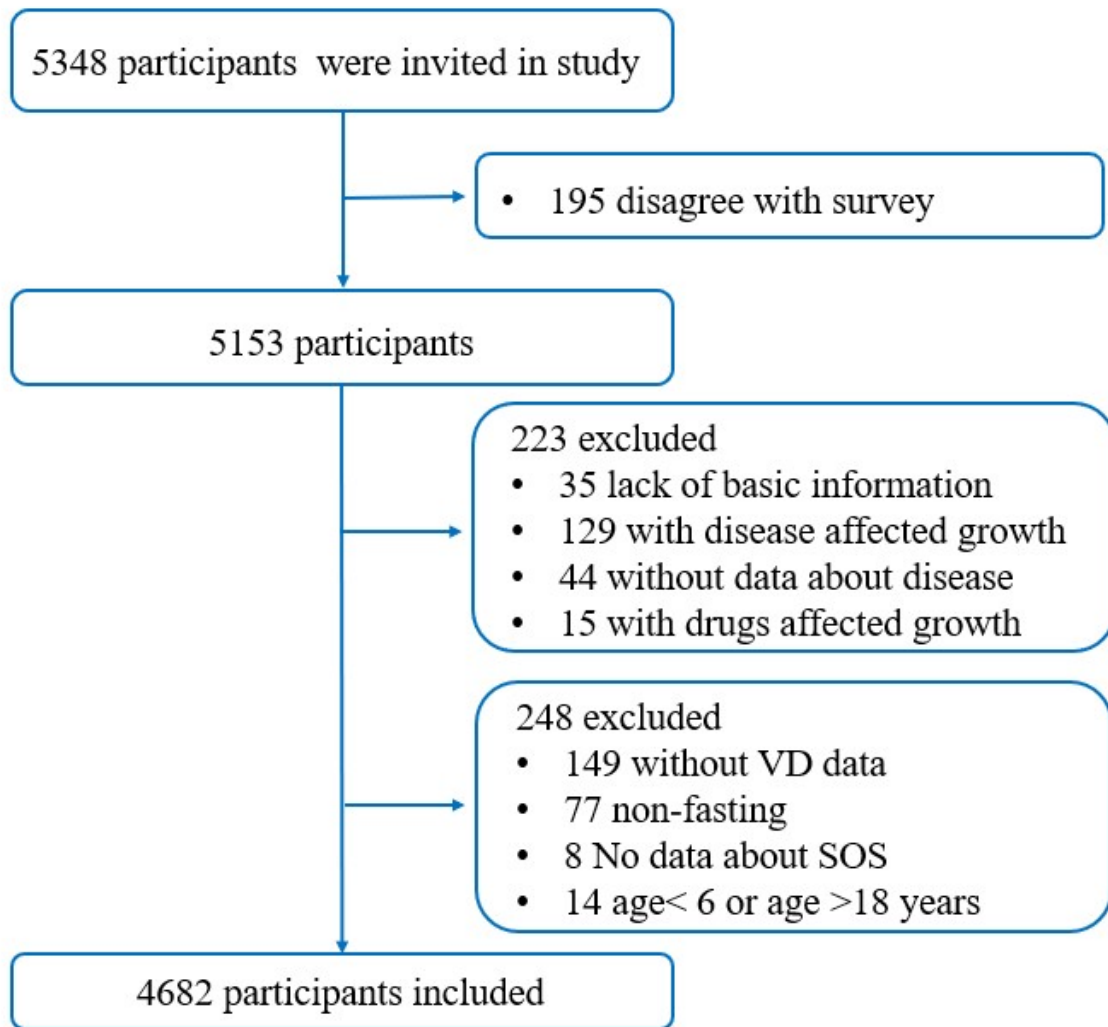 5348 participants were invited in study
• 195 disagree with survey
5153 participants
223 excluded
• 35 lack of basic information
• 129 with disease affected growth
• 44 without data about disease
• 15 with drugs affected growth
248 excluded
• 149 without VD data
• 77 non-fasting
• 8 No data about SOS
• 14 age< 6 or age >18 years
4682 participants included